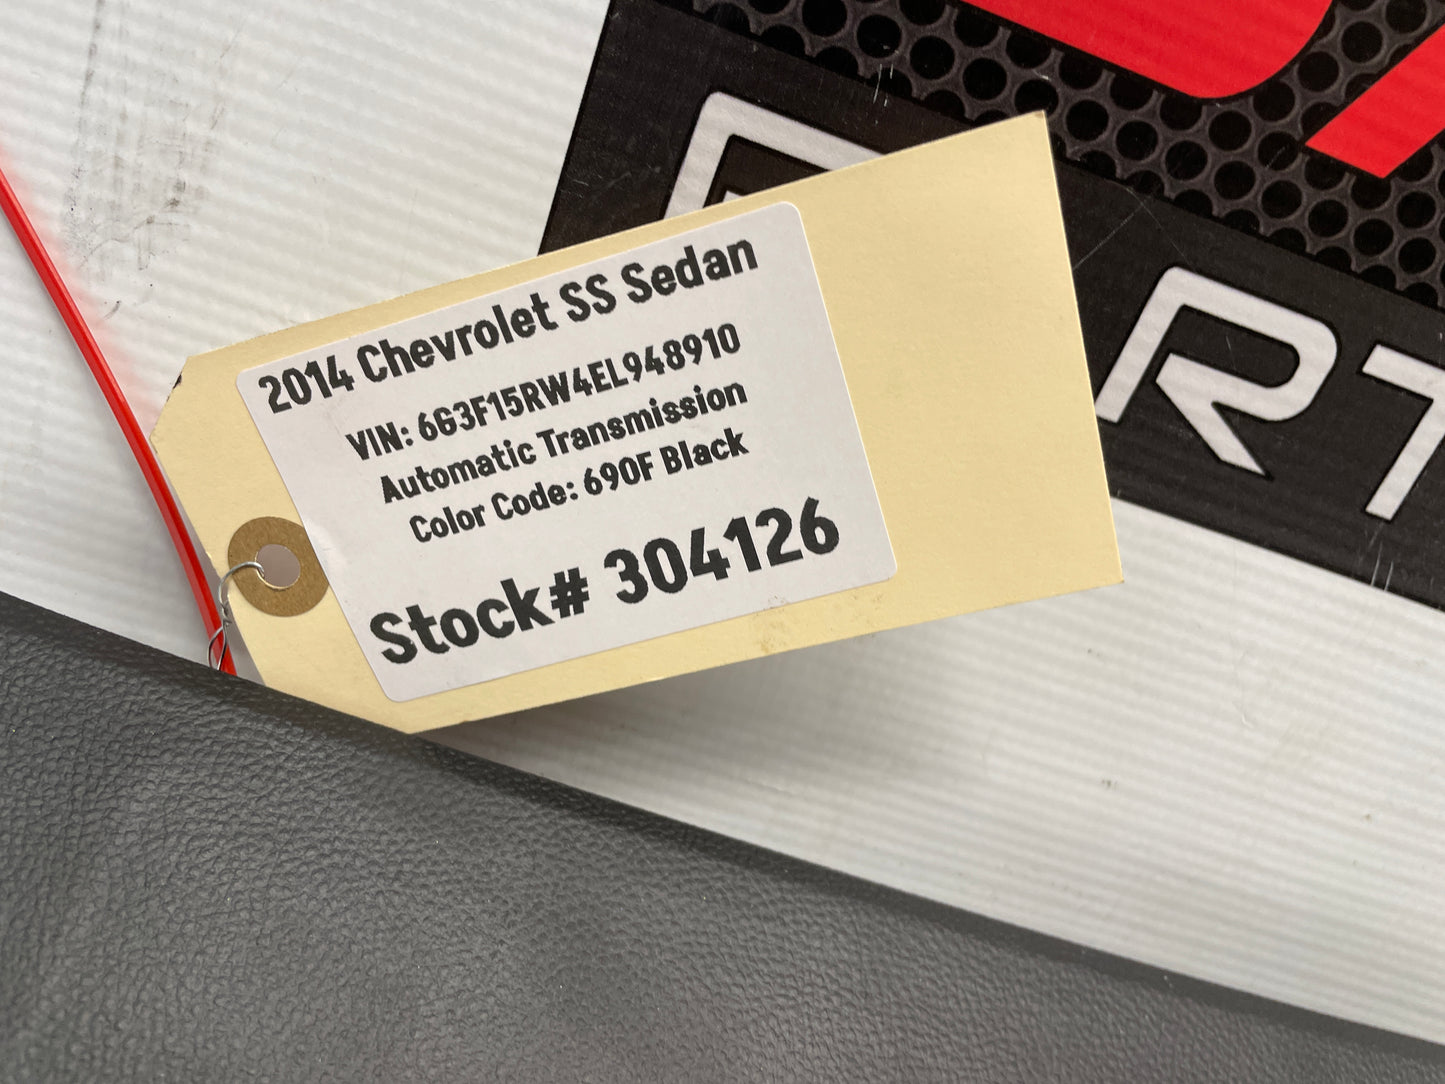 2014 Chevrolet SS Sedan
VIN: 6G3F15RW4EL948910
Automatic Transmission
Color Code: 690F Black
Stock# 304126